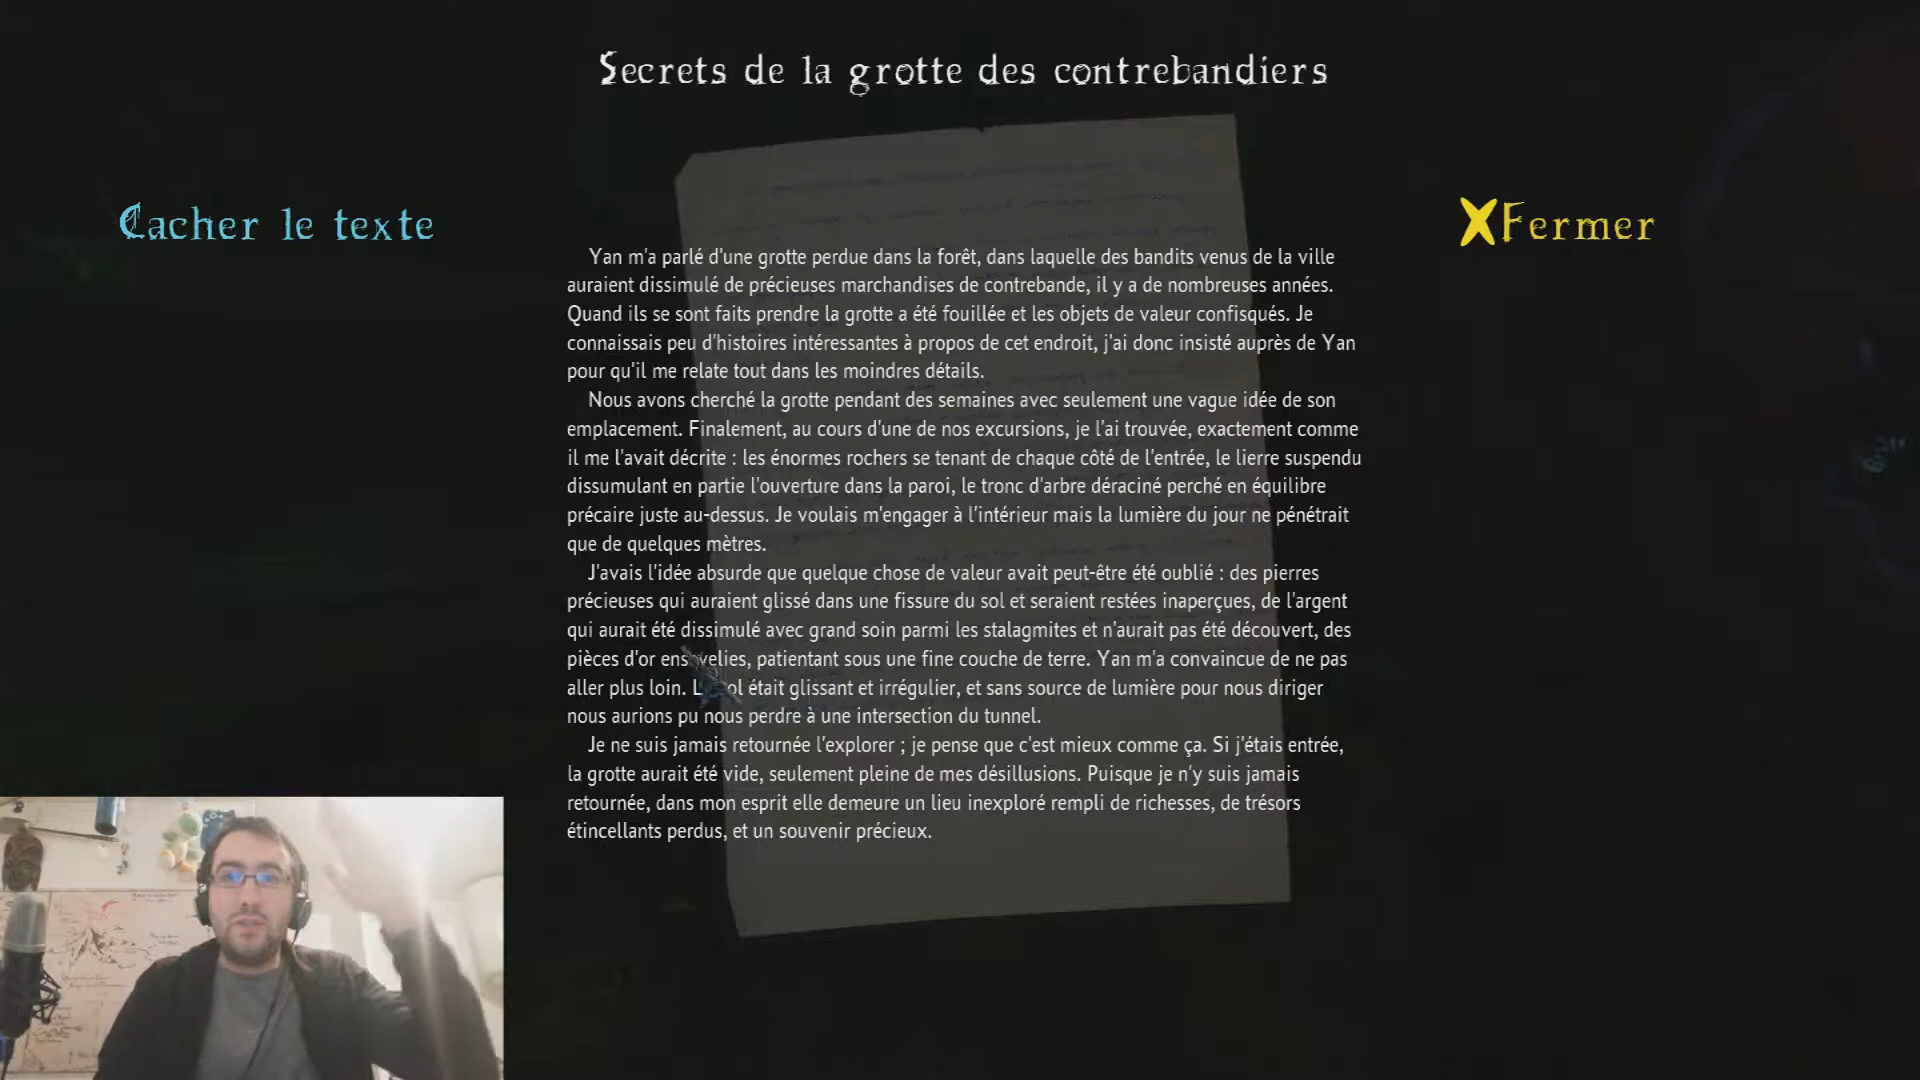 Secrets de la grotte des contrebandiers
Cacher le texte
Fermer
Yan m'a parlé d'une grotte perdue dans la forêt, dans laquelle des bandits venus de la ville
auraient dissimulé de précieuses marchandises de contrebande, il y a de nombreuses années.
Quand ils se sont faits prendre la grotte a été fouillée et les objets de valeur confisqués. Je
connaissais peu d'histoires intéressantes à propos de cet endroit, j'ai donc insisté auprès de Yan
pour qu'il me relate tout dans les moindres détails.
Nous avons cherché la grotte pendant des semaines avec seulement une vague idée de son
emplacement. Finalement, au cours d'une de nos excursions, je l'ai trouvée, exactement comme
il me l'avait décrite : les énormes rochers se tenant de chaque côté de l'entrée, le lierre suspendu
dissumulant en partie l'ouverture dans la paroi, le tronc d'arbre déraciné perché en équilibre
précaire juste au-dessus. Je voulais m'engager à l'intérieur mais la lumière du jour ne pénétrait
que de quelques mètres.
J'avais l'idée absurde que quelque chose de valeur avait peut-être été oublié : des pierres
précieuses qui auraient glissé dans une fissure du sol et seraient restées inaperçues, de l'argent
qui aurait été dissimulé avec grand soin parmi les stalagmites et n'aurait pas été découvert, des
pièces d'or ensevelies, patientant sous une fine couche de terre. Yan m'a convaincue de ne pas
aller plus loin. Le sol était glissant et irrégulier, et sans source de lumière pour nous diriger
nous aurions pu nous perdre à une intersection du tunnel.
Je ne suis jamais retournée l'explorer ; je pense que c'est mieux comme ça. Si j'étais entrée,
la grotte aurait été vide, seulement pleine de mes désillusions. Puisque je n'y suis jamais
retournée, dans mon esprit elle demeure un lieu inexploré rempli de richesses, de trésors
étincellants perdus, et un souvenir précieux.